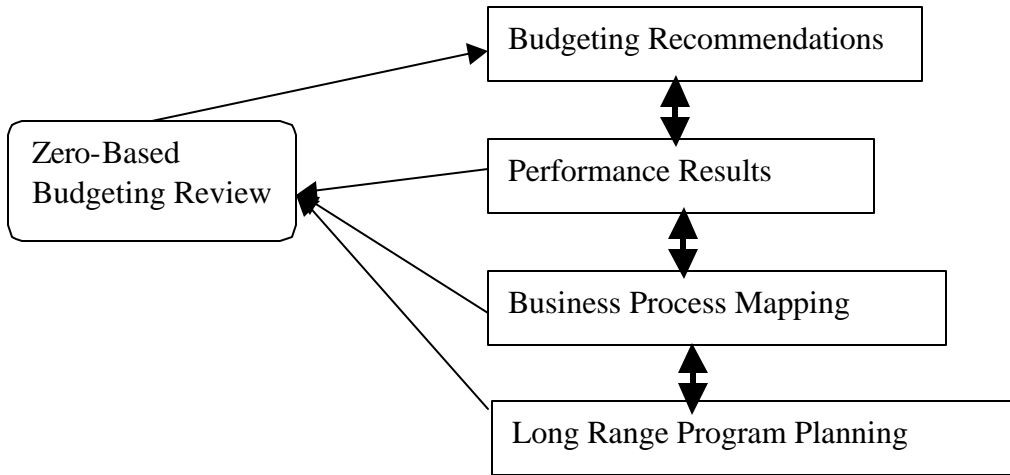 Budgeting Recommendations
Zero-Based
Budgeting Review
Performance Results
Business Process Mapping
Long Range Program Planning